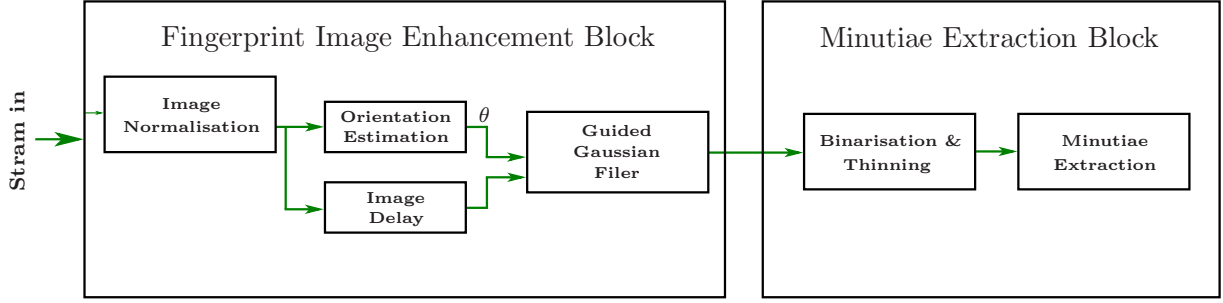 Fingerprint Image Enhancement Block
Stram in
Image
Normalisation
Orientation
Estimation
θ
Image
Delay
Guided
Gaussian
Filer
Minutiae Extraction Block
Binarisation &
Thinning
Minutiae
Extraction